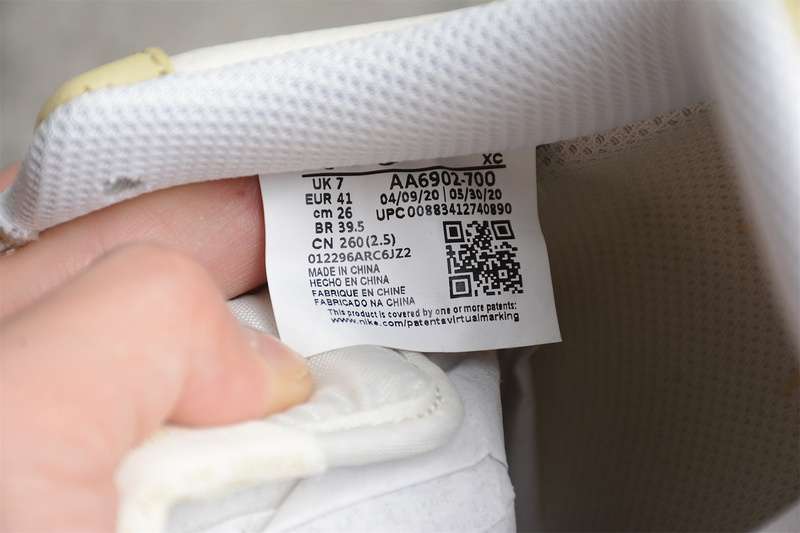 XC
UK 7 AA6902-700
EUR 41 04/09/20 | 05/30/20
cm 26 UPC00883412740890
BR 39.5
CN 260(2.5)
012296ARC6JZ2
MADE IN CHINA
HECHO EN CHINA
FABRIQUE EN CHINE
FABRICADO NA CHINA
This product is covered by one or more patents:
www.nike.com/patentsvirtualmarking